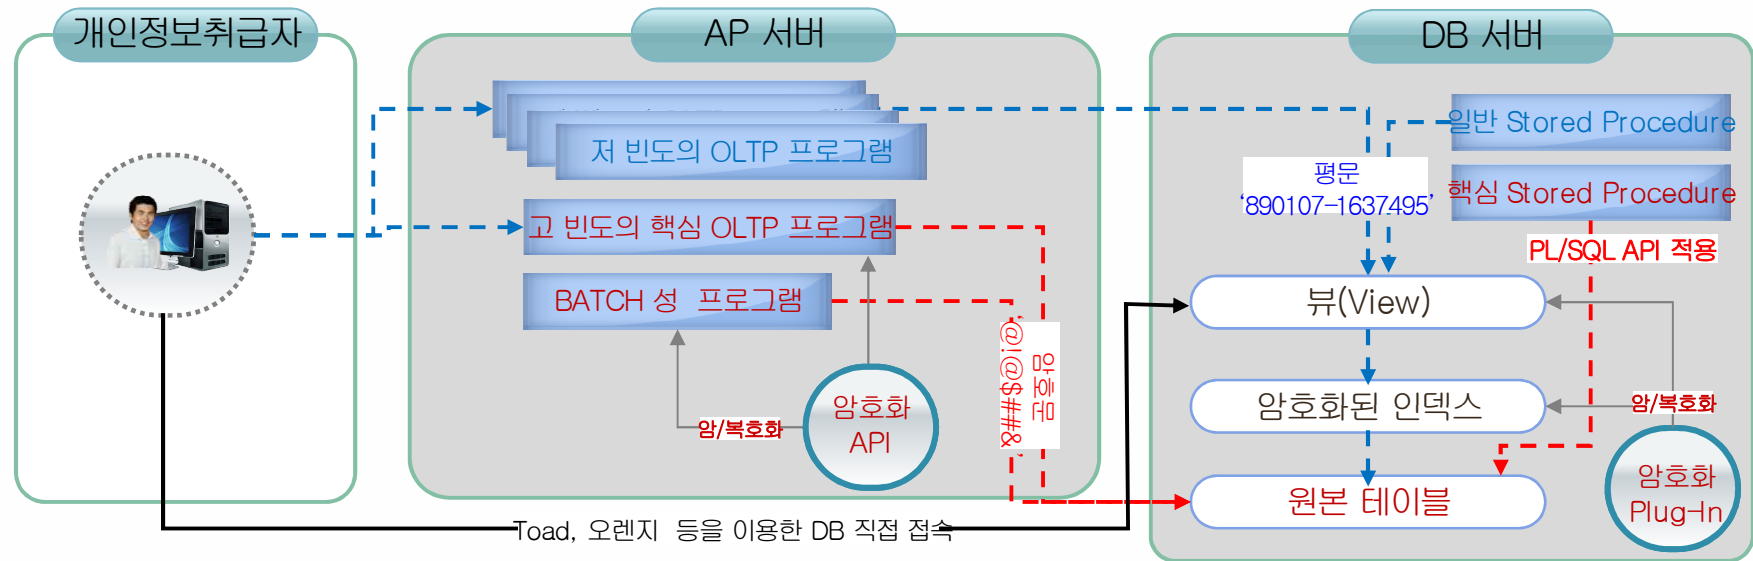 개인정보취급자
AP 서버
DB 서버
저 빈도의 OLTP 프로그램
고 빈도의 핵심 OLTP 프로그램
BATCH 성 프로그램
암호화
API
암/복호화
암호문
'@!@$##&'
일반 Stored Procedure
핵심 Stored Procedure
평문
'890107-1637495'
PL/SQL API 적용
뷰(View)
암호화된 인덱스
원본 테이블
암/복호화
암호화
Plug-In
Toad, 오렌지 등을 이용한 DB 직접 접속